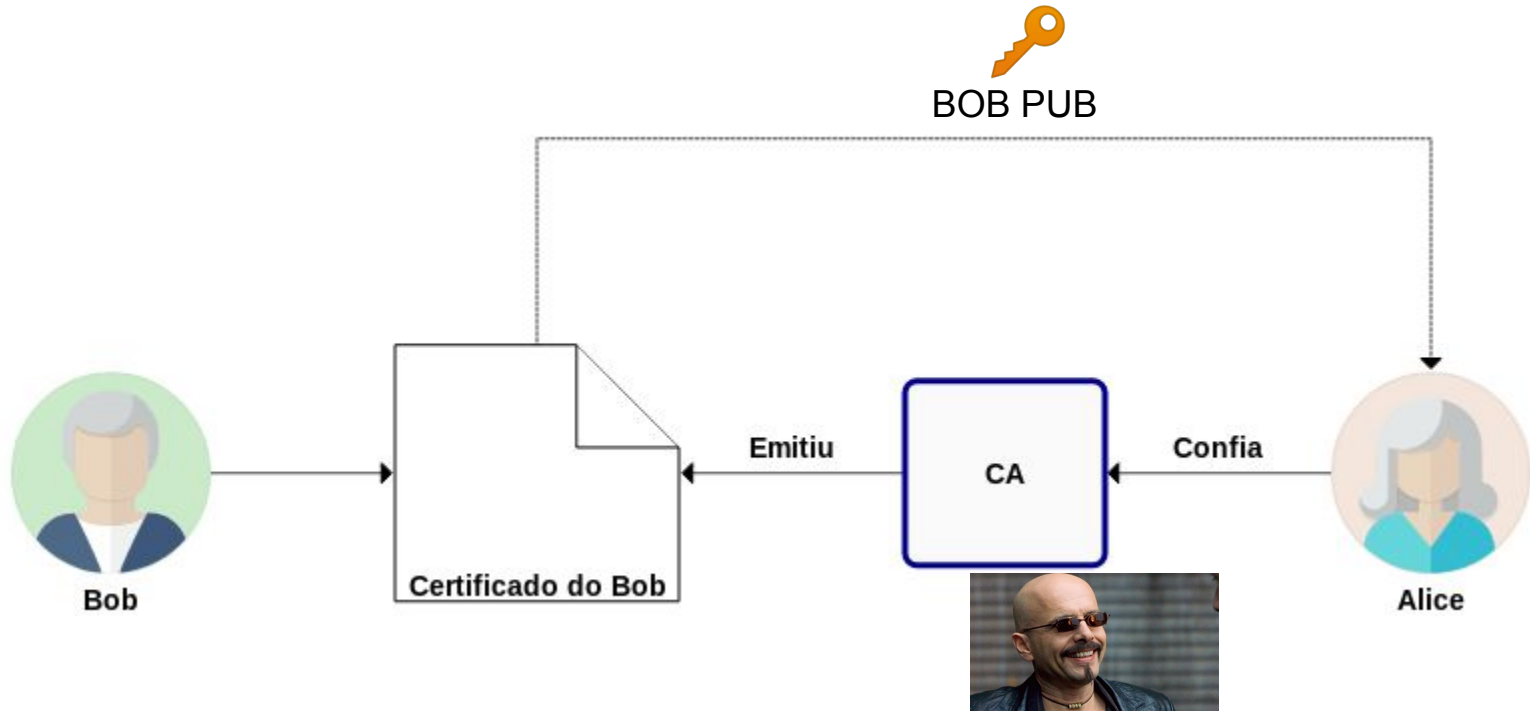 BOB PUB
Emitiu
CA
Confia
Certificado do Bob
Bob
Alice